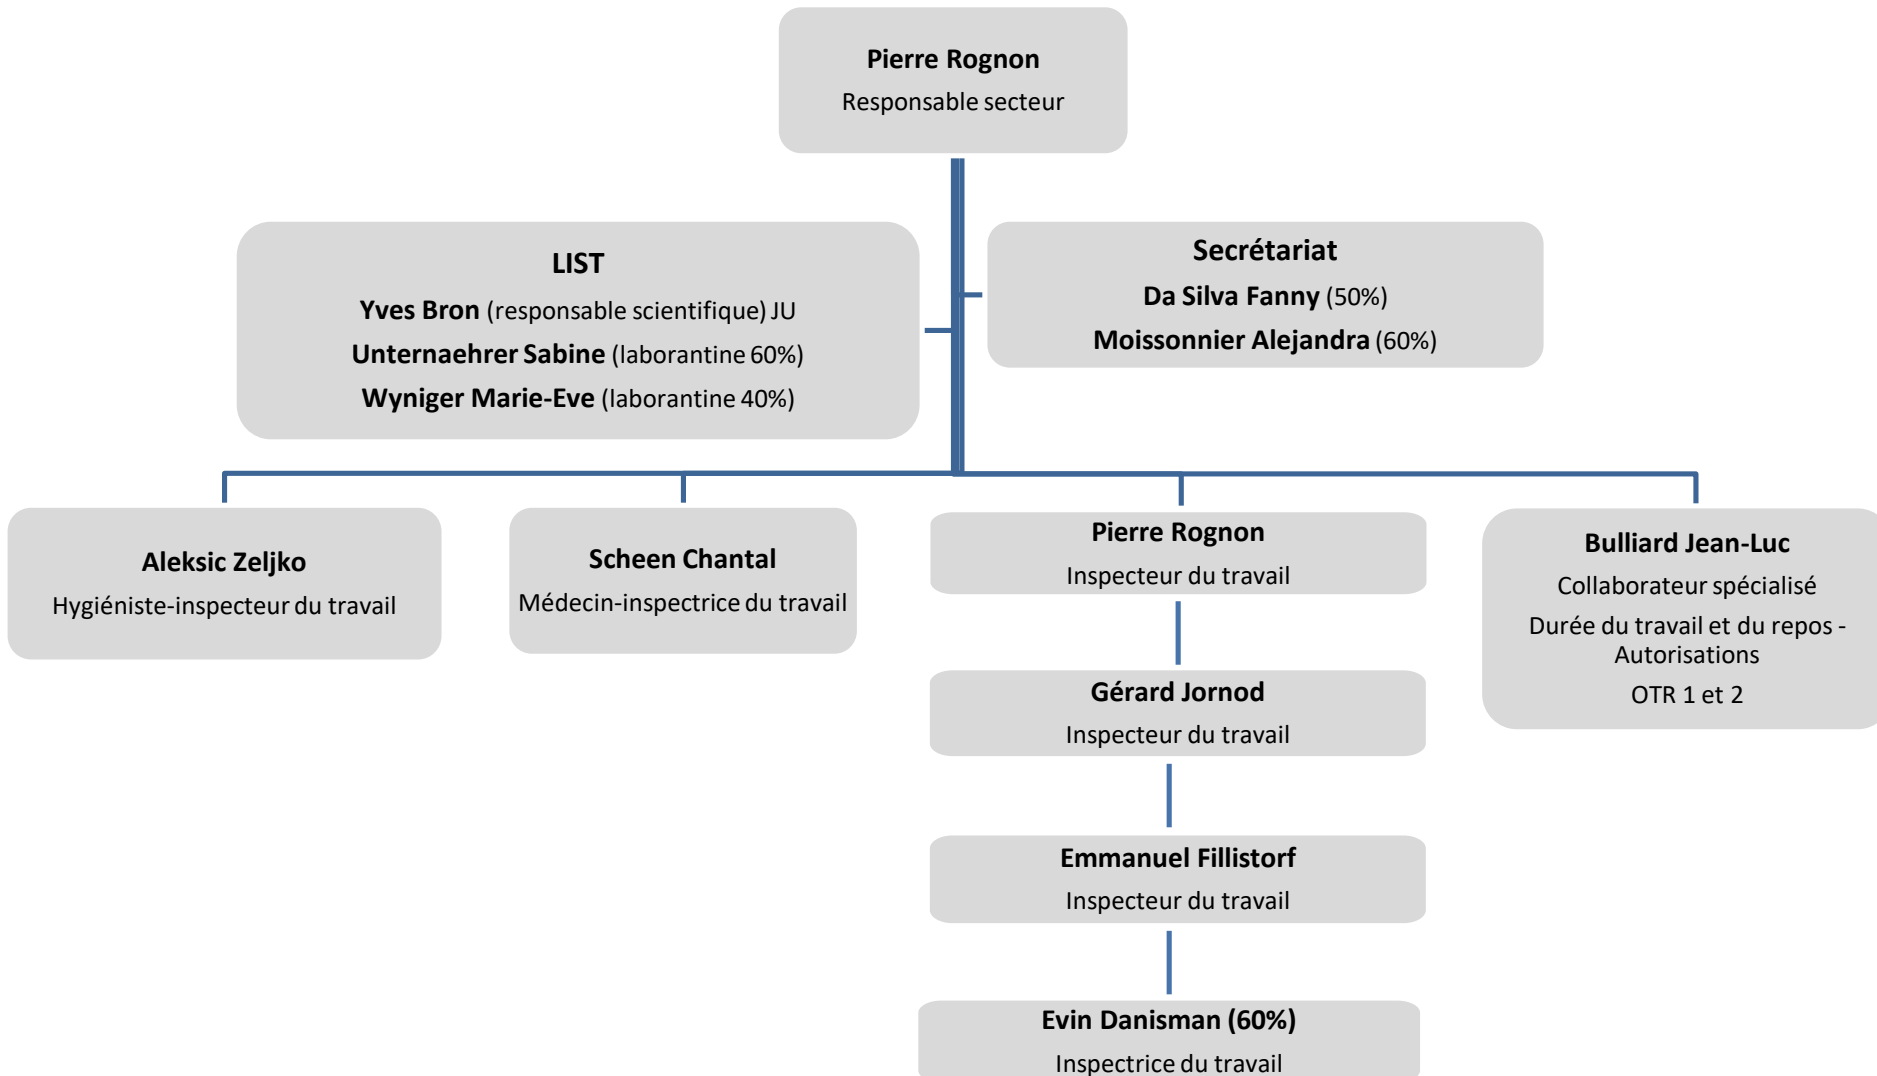 Pierre Rognon
Responsable secteur
LIST
Yves Bron (responsable scientifique) JU
Unternaehrer Sabine (laborantine 60%)
Wyniger Marie-Eve (laborantine 40%)
Secrétariat
Da Silva Fanny (50%)
Moissonnier Alejandra (60%)
Aleksic Zeljko
Hygiéniste-inspecteur du travail
Scheen Chantal
Médecin-inspectrice du travail
Pierre Rognon
Inspecteur du travail
Gérard Jornod
Inspecteur du travail
Emmanuel Fillistorf
Inspecteur du travail
Evin Danisman (60%)
Inspectrice du travail
Bulliard Jean-Luc
Collaborateur spécialisé
Durée du travail et du repos -
Autorisations
OTR 1 et 2